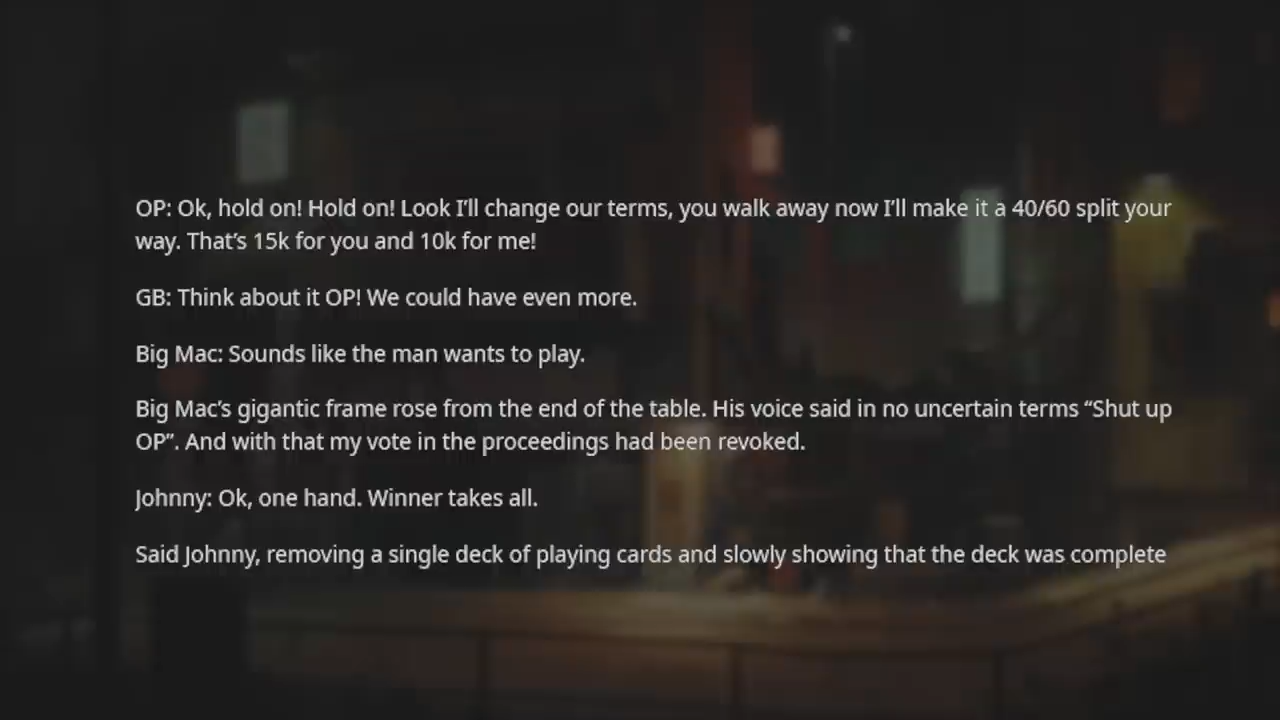 OP: Ok, hold on! Hold on! Look I’ll change our terms, you walk away now I’ll make it a 40/60 split your
way. That’s 15k for you and 10k for me!
GB: Think about it OP! We could have even more.
Big Mac: Sounds like the man wants to play.
Big Mac’s gigantic frame rose from the end of the table. His voice said in no uncertain terms “Shut up
OP”. And with that my vote in the proceedings had been revoked.
Johnny: Ok, one hand. Winner takes all.
Said Johnny, removing a single deck of playing cards and slowly showing that the deck was complete